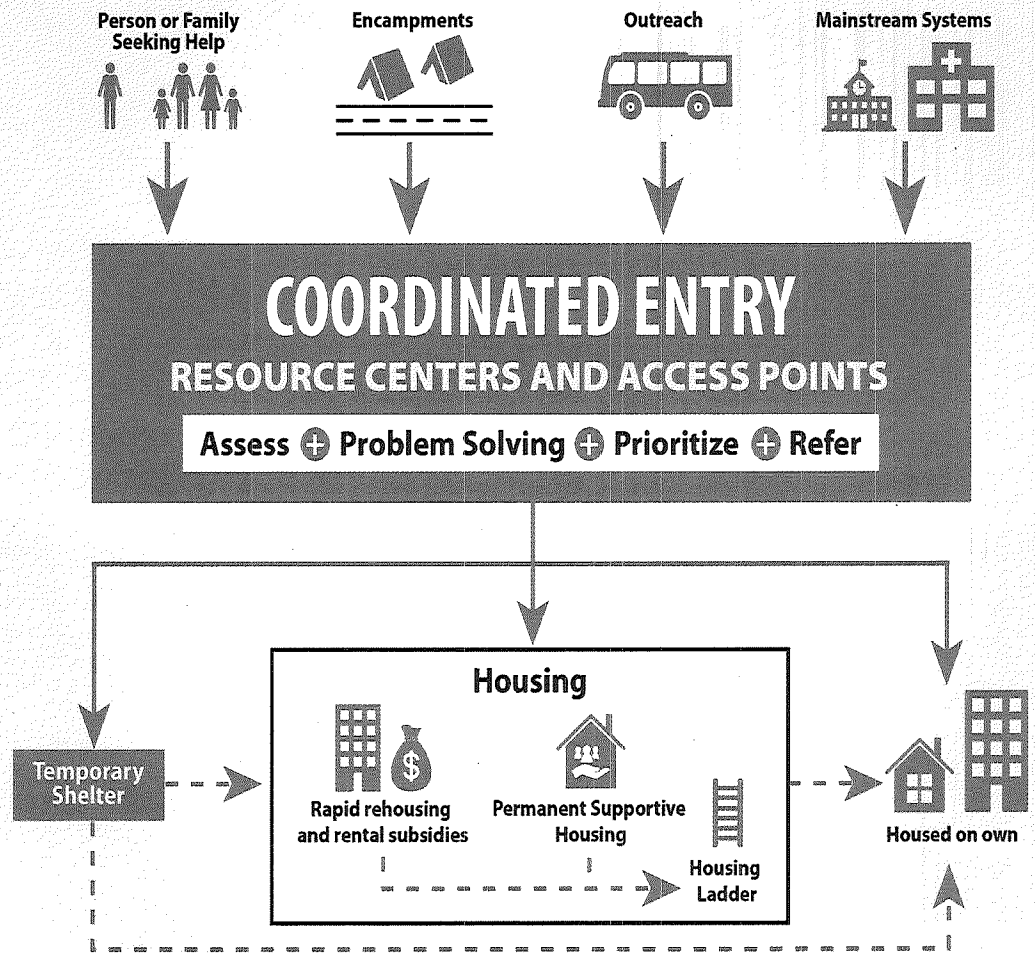 Person or Family
Seeking Help
Encampments
Outreach
Mainstream Systems
COORDINATED ENTRY
RESOURCE CENTERS AND ACCESS POINTS
Assess + Problem Solving + Prioritize + Refer
Housing
Temporary
Shelter
$
Rapid rehousing
and rental subsidies
Permanent Supportive
Housing
Housing
Ladder
Housed on own